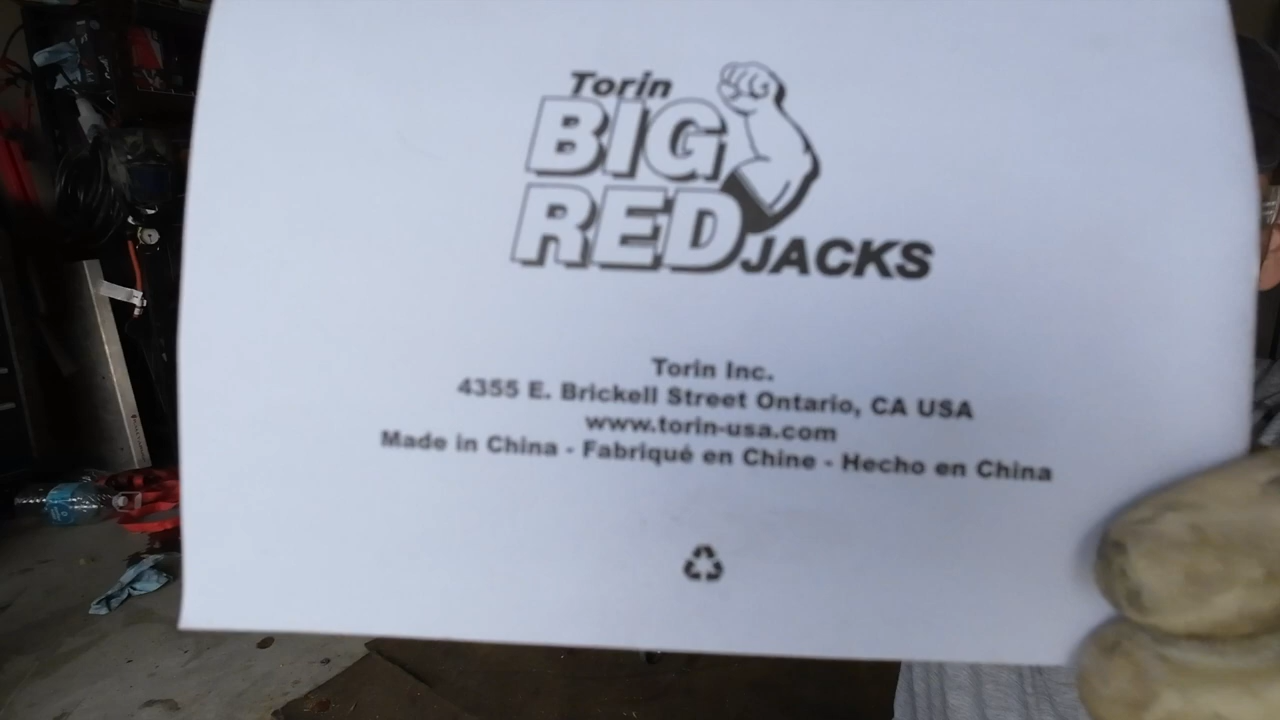 Torin
BIG
RED JACKS
Torin Inc.
4355 E. Brickell Street Ontario, CA USA
www.torin-usa.com
Made in China - Fabriqué en Chine - Hecho en China